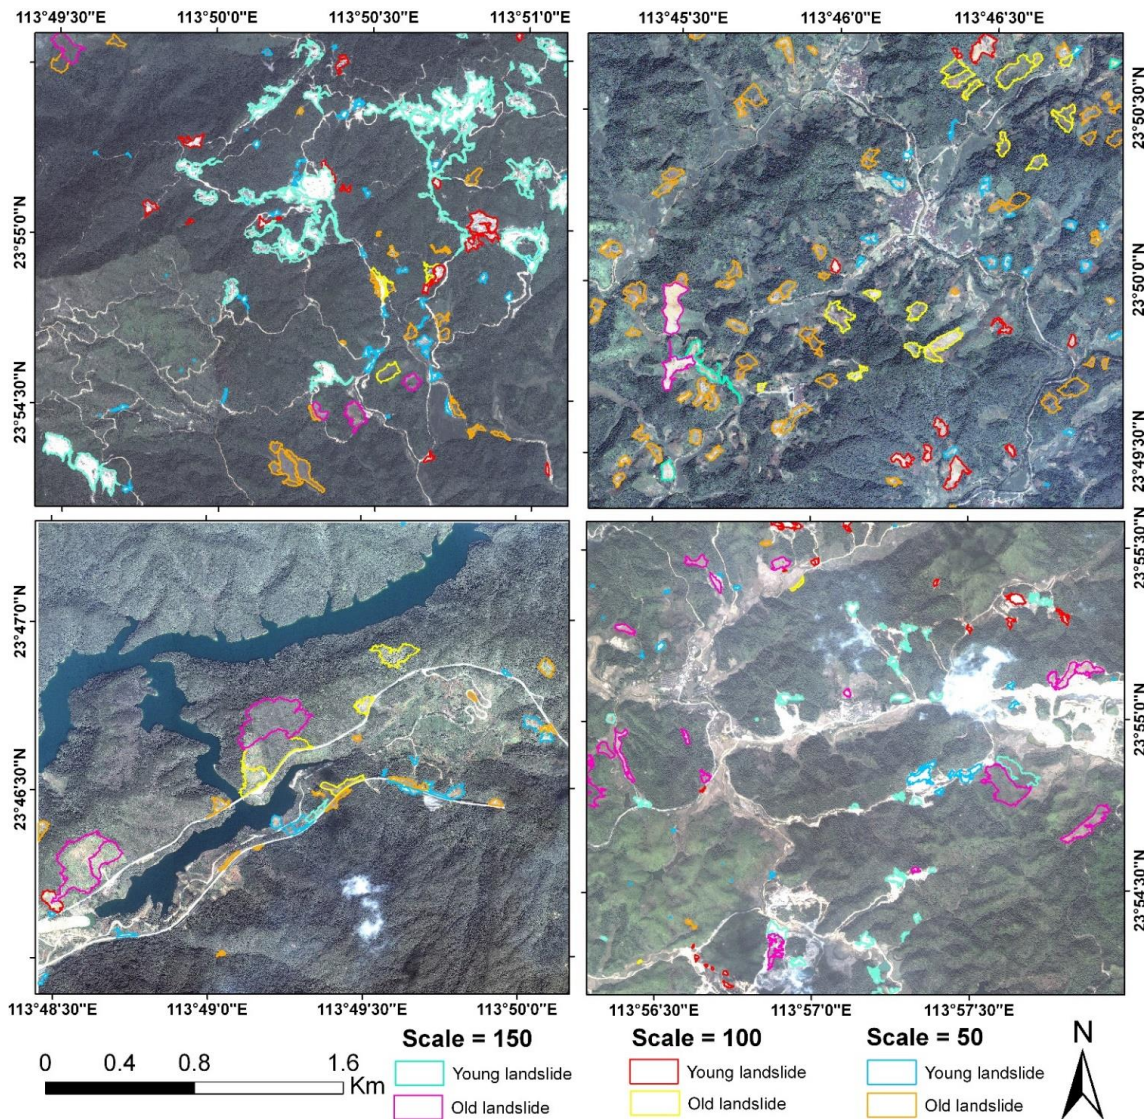 113°49'30"E 113°50'0"E 113°50'30"E 113°51'0"E 113°45'30"E 113°46'0"E 113°46'30"E
23°55'0"N
23°54'30"N
23°50'30"N
23°50'0"N
23°49'30"N
23°47'0"N
23°46'30"N
23°55'30"N
23°55'0"N
23°54'30"N
113°48'30"E 113°49'0"E 113°49'30"E 113°50'0"E 113°56'30"E 113°57'0"E 113°57'30"E
0 0.4 0.8 1.6
Km
Scale = 150
Young landslide
Old landslide
Scale = 100
Young landslide
Old landslide
Scale = 50
Young landslide
Old landslide
N